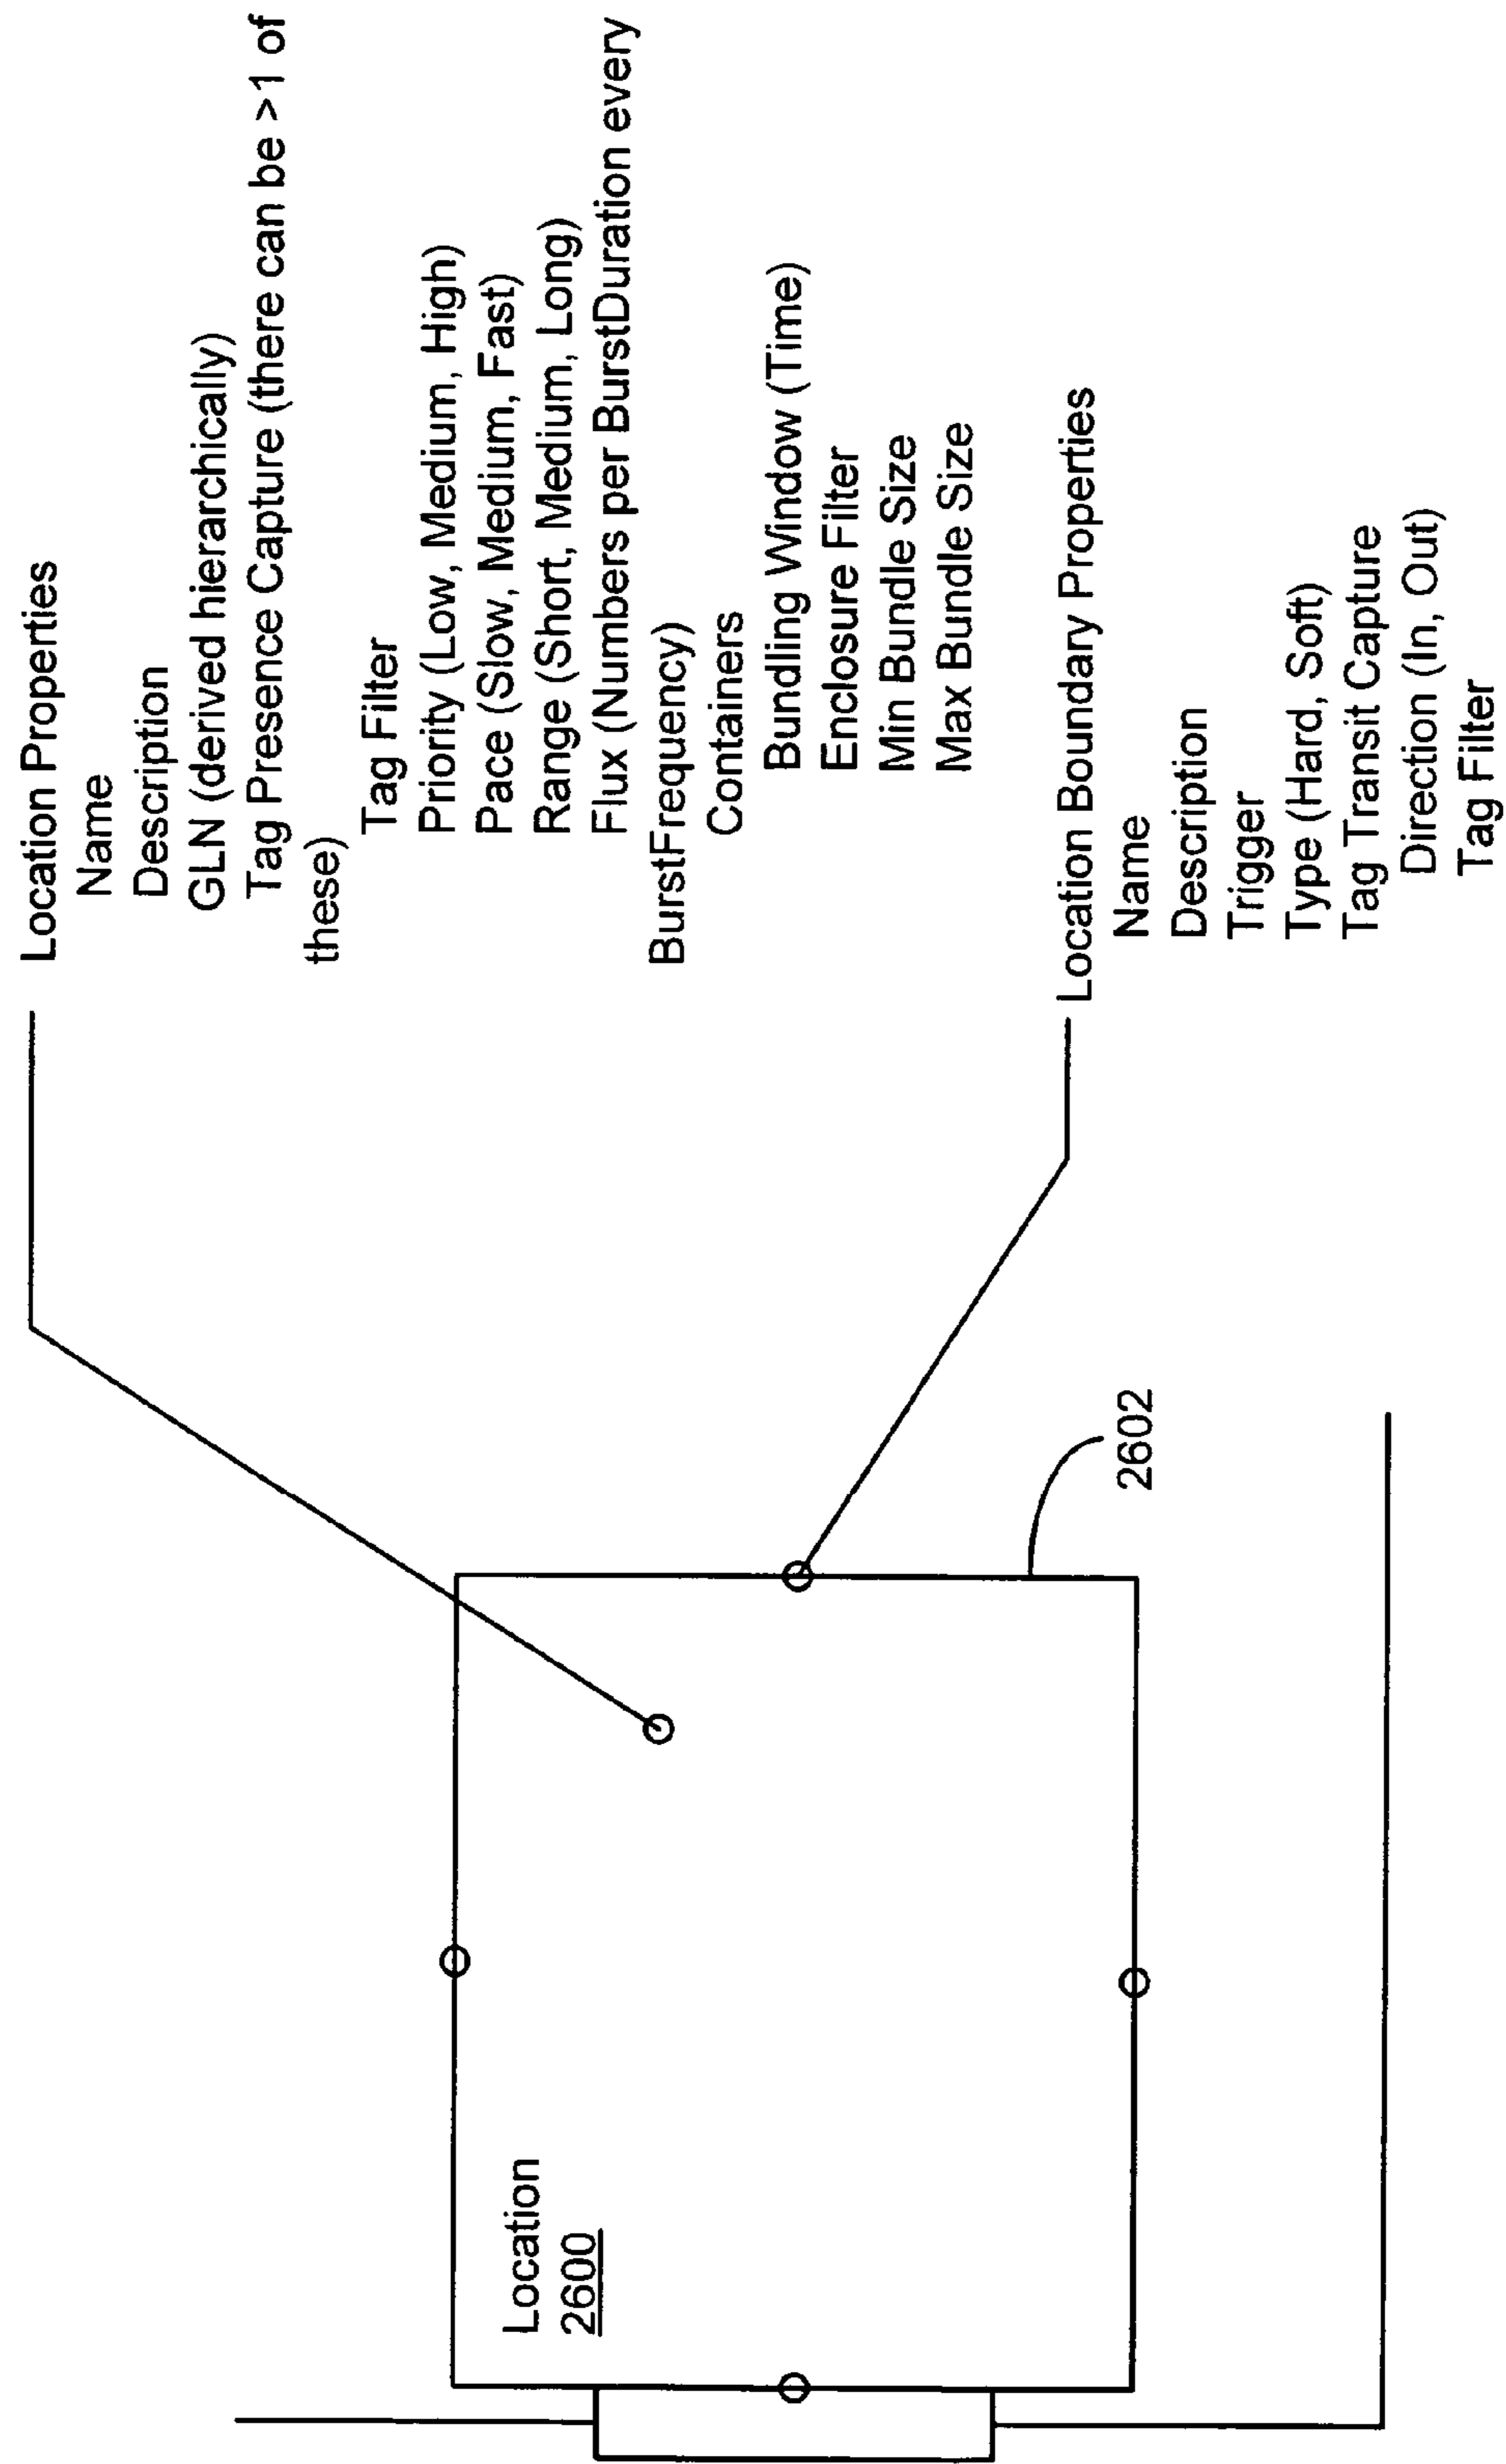 Location Properties
Name
Description
GLN (derived hierarchically)
Tag Presence Capture (there can be >1 of
these)
Tag Filter
Priority (Low, Medium, High)
Pace (Slow, Medium, Fast)
Range (Short, Medium, Long)
Flux (Numbers per BurstDuration every
BurstFrequency)
Containers
Bundling Window (Time)
Enclosure Filter
Min Bundle Size
Max Bundle Size
Location Boundary Properties
Name
Description
Trigger
Type (Hard, Soft)
Tag Transit Capture
Direction (In, Out)
Tag Filter
Location
2600
2602